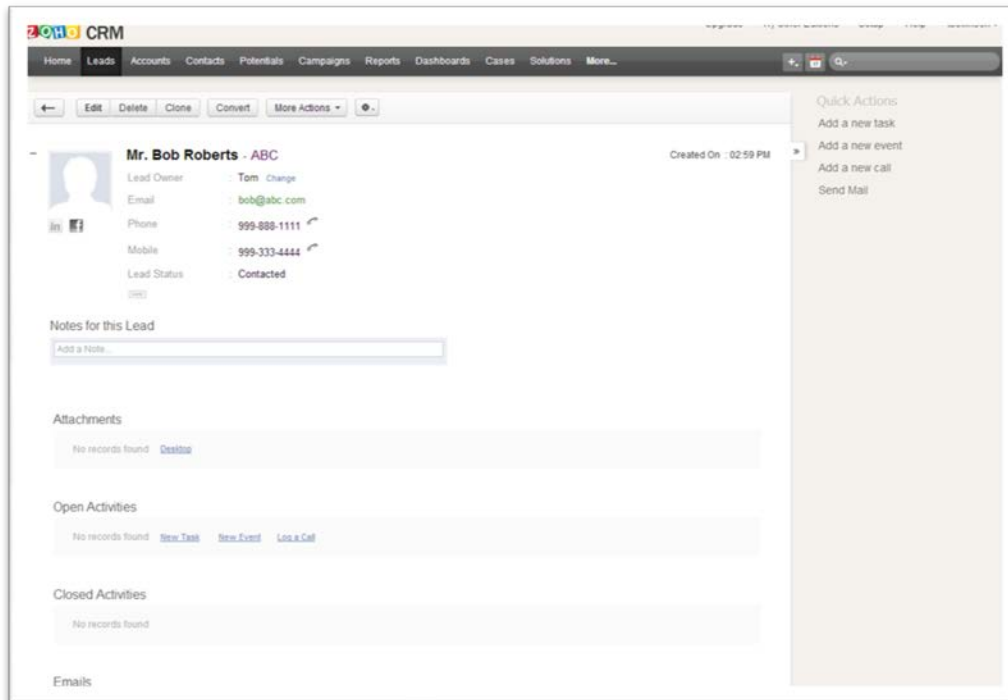 ZOHO CRM
Home Leads Accounts Contacts Potentials Campaigns Reports Dashboards Cases Solutions More...
Edit Delete Clone Convert More Actions
Quick Actions
Add a new task
Add a new event
Add a new call
Send Mail
Mr. Bob Roberts - ABC
Created On : 02:59 PM
Lead Owner : Tom Change
Email : bob@abc.com
Phone : 999-888-1111
Mobile : 999-333-4444
Lead Status : Contacted
Notes for this Lead
Add a Note...
Attachments
No records found Desktop
Open Activities
No records found New Task New Event Log a Call
Closed Activities
No records found
Emails